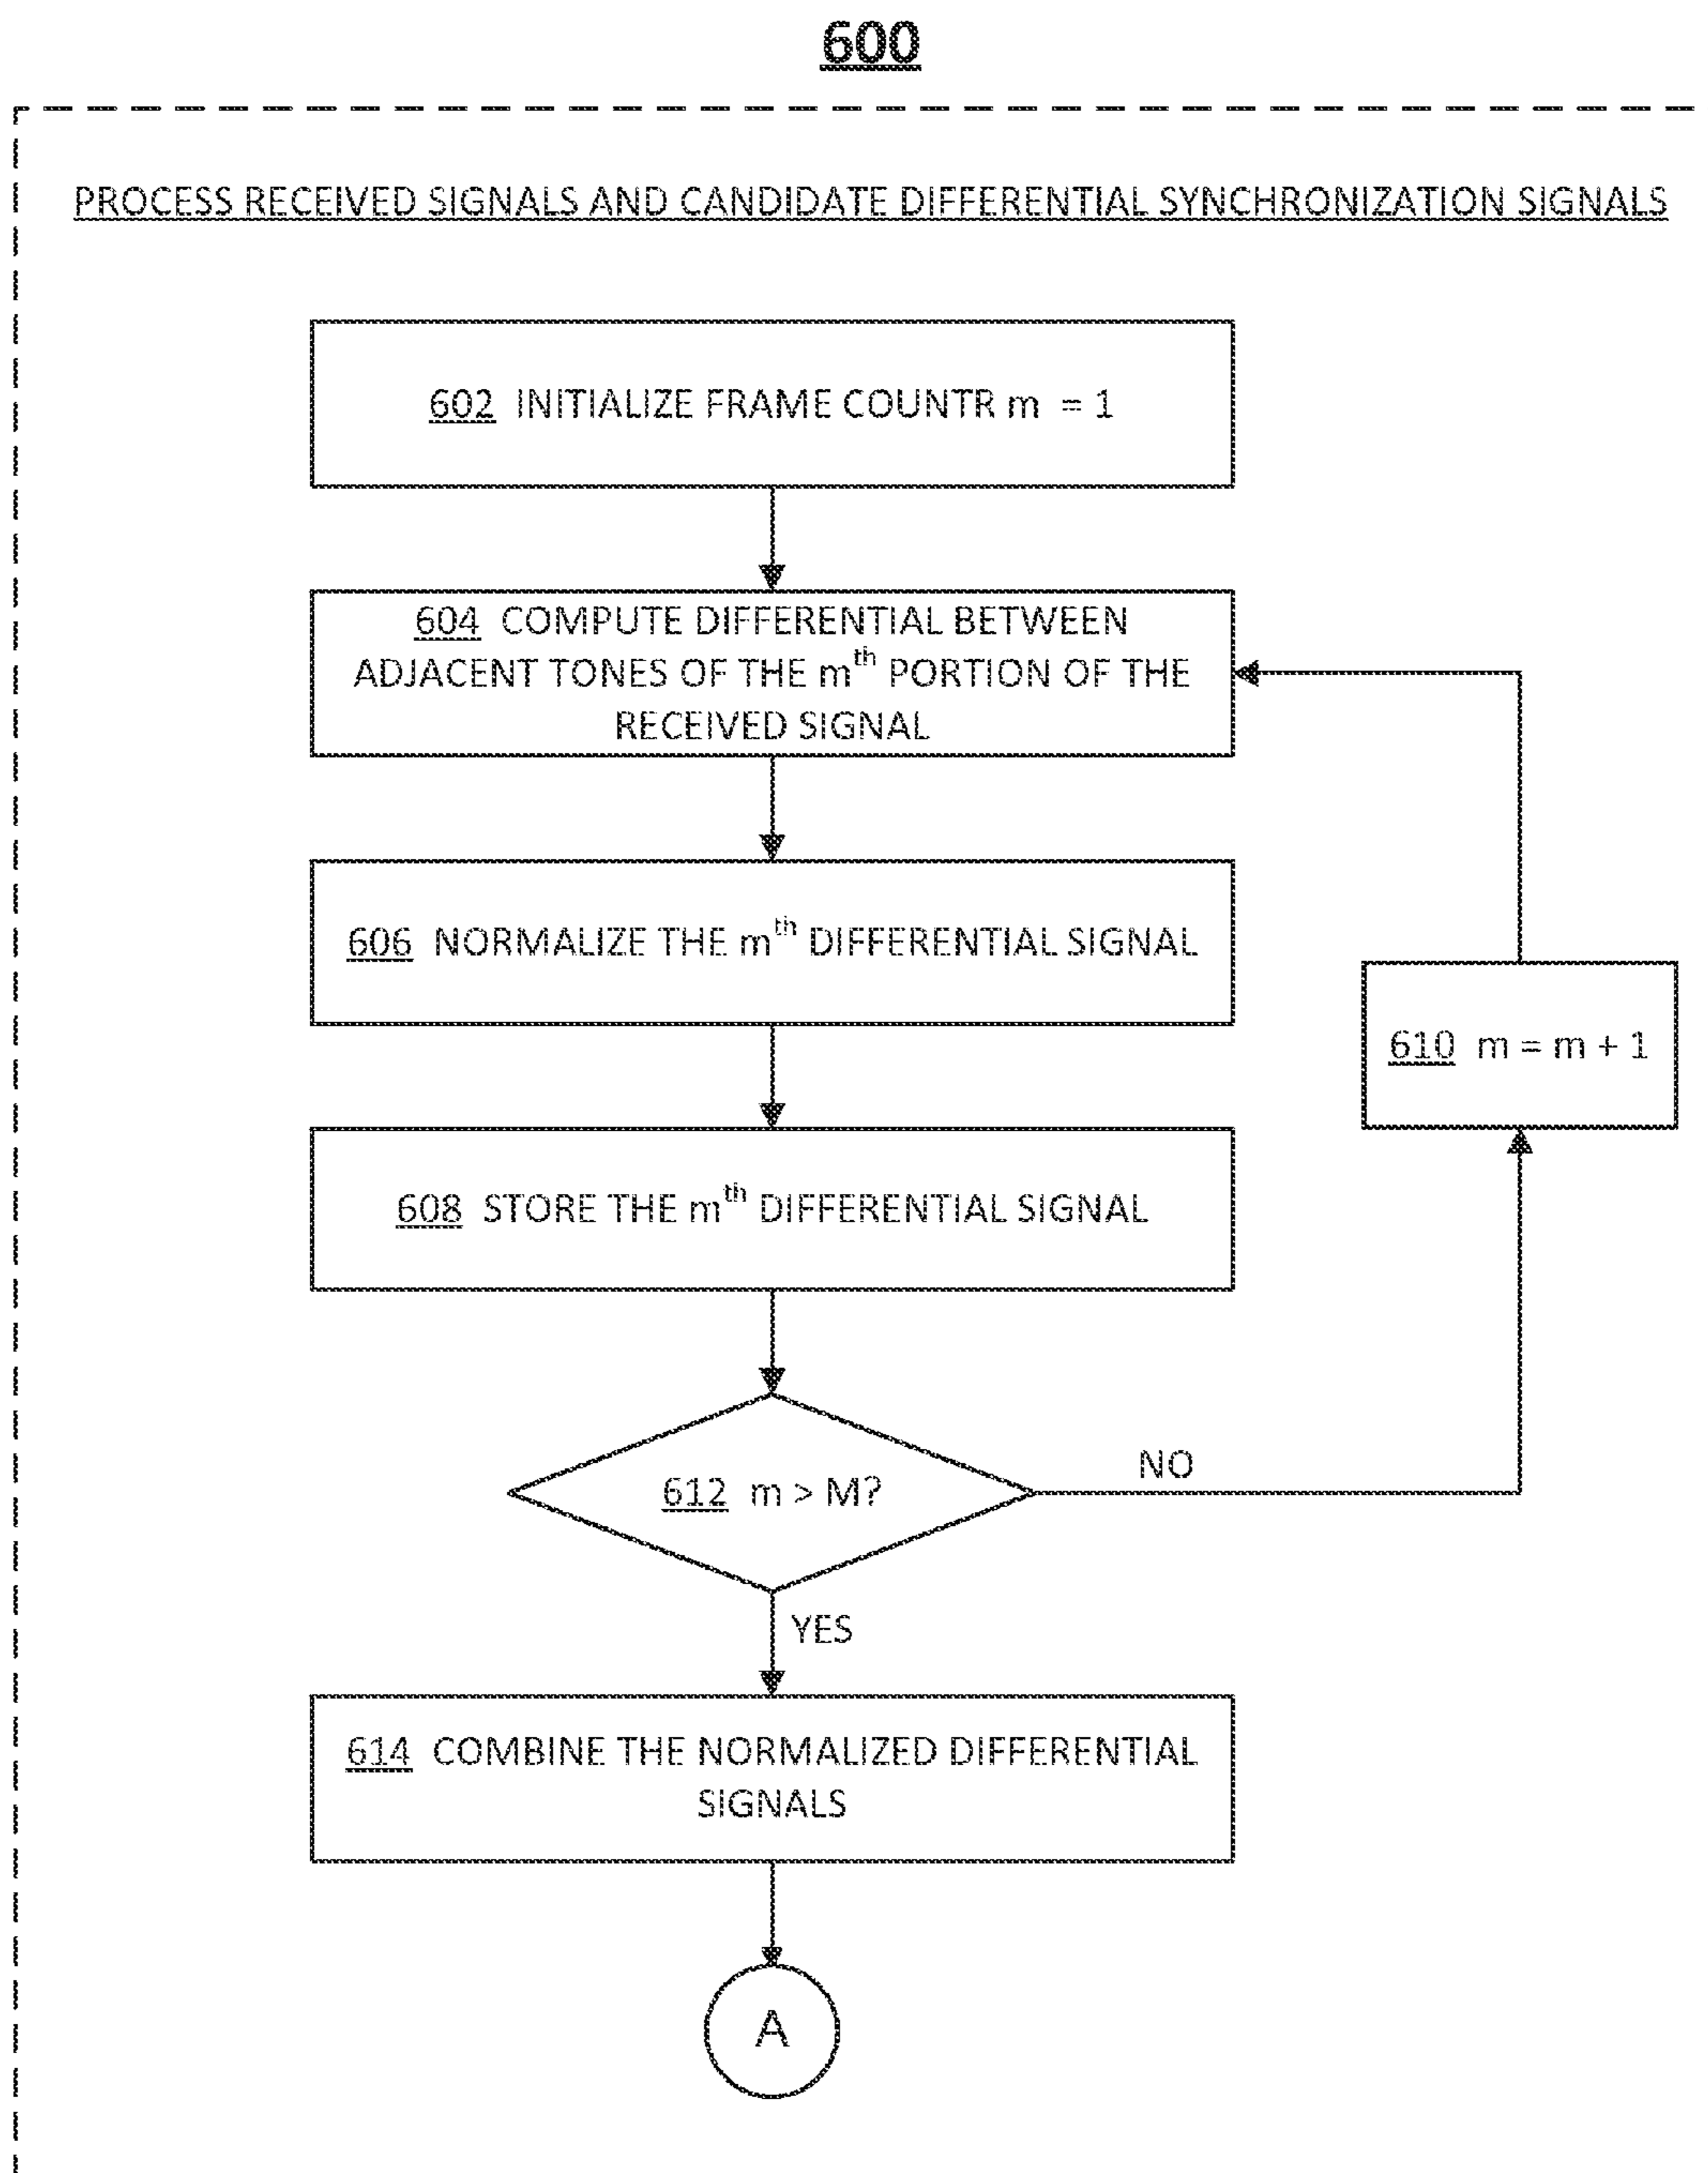 600
PROCESS RECEIVED SIGNALS AND CANDIDATE DIFFERENTIAL SYNCHRONIZATION SIGNALS
602 INITIALIZE FRAME COUNTR m = 1
604 COMPUTE DIFFERENTIAL BETWEEN
ADJACENT TONES OF THE mth PORTION OF THE
RECEIVED SIGNAL
606 NORMALIZE THE mth DIFFERENTIAL SIGNAL
610 m = m + 1
608 STORE THE mth DIFFERENTIAL SIGNAL
612 m > M?
NO
YES
614 COMBINE THE NORMALIZED DIFFERENTIAL
SIGNALS
A